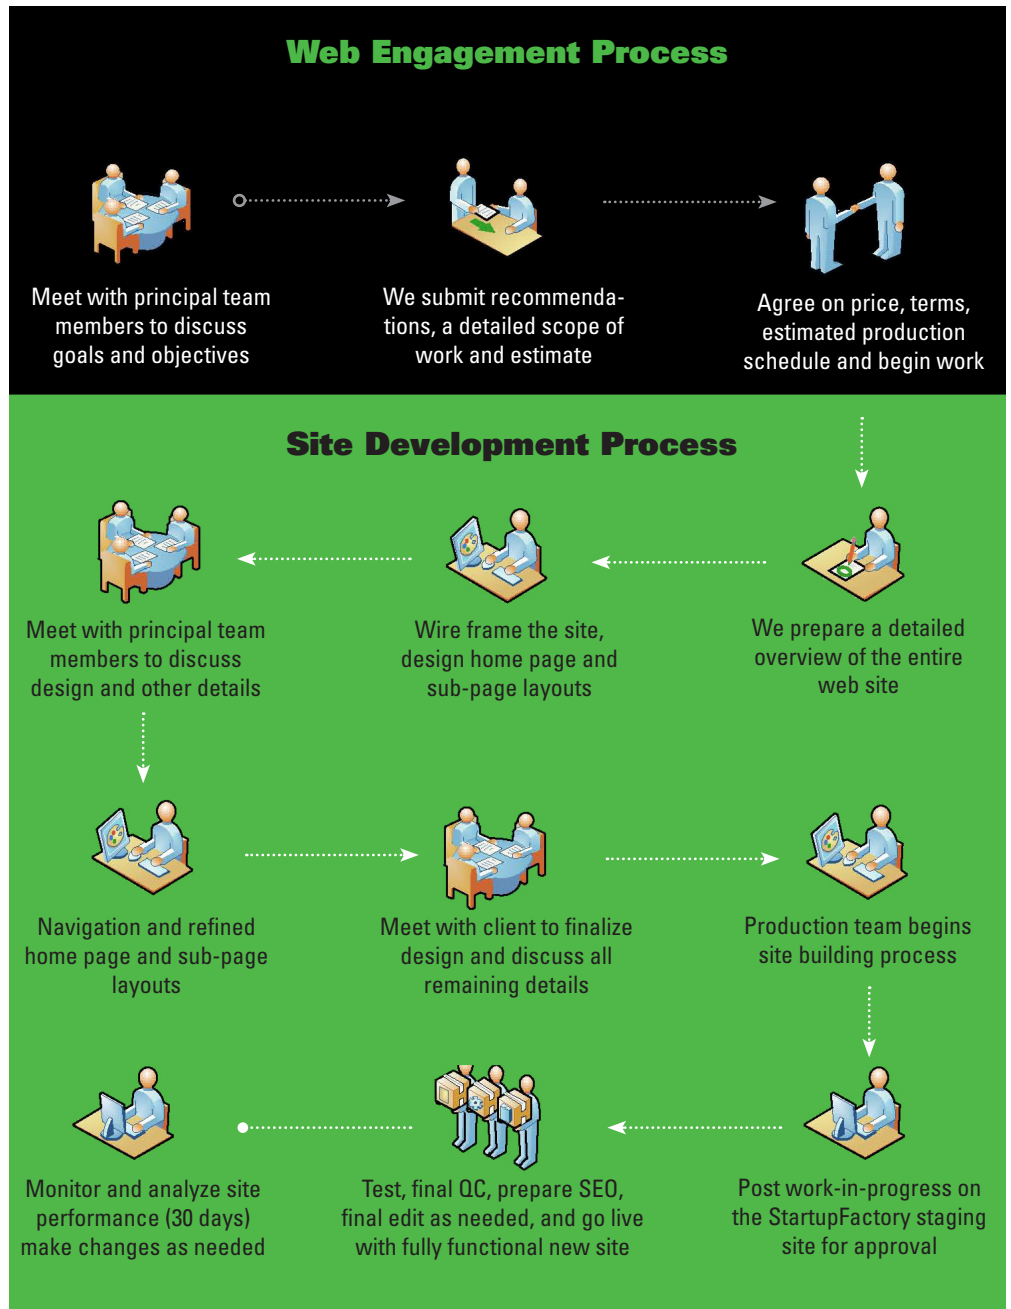 Web Engagement Process
Meet with principal team
members to discuss
goals and objectives
We submit recommenda-
tions, a detailed scope of
work and estimate
Agree on price, terms,
estimated production
schedule and begin work
Site Development Process
We prepare a detailed
overview of the entire
web site
Wire frame the site,
design home page and
sub-page layouts
Meet with principal team
members to discuss
design and other details
Navigation and refined
home page and sub-page
layouts
Meet with client to finalize
design and discuss all
remaining details
Production team begins
site building process
Post work-in-progress on
the StartupFactory staging
site for approval
Test, final QC, prepare SEO,
final edit as needed, and go live
with fully functional new site
Monitor and analyze site
performance (30 days)
make changes as needed